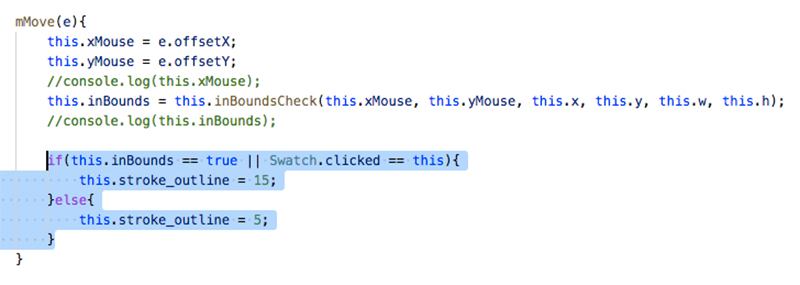 mMove(e){
this.xMouse = e.offsetX;
this.yMouse = e.offsetY;
//console.log(this.xMouse);
this.inBounds = this.inBoundsCheck(this.xMouse, this.yMouse, this.x, this.y, this.w, this.h);
//console.log(this.inBounds);
if(this.inBounds == true || Swatch.clicked == this){
this.stroke_outline = 15;
}else{
this.stroke_outline = 5;
}
}